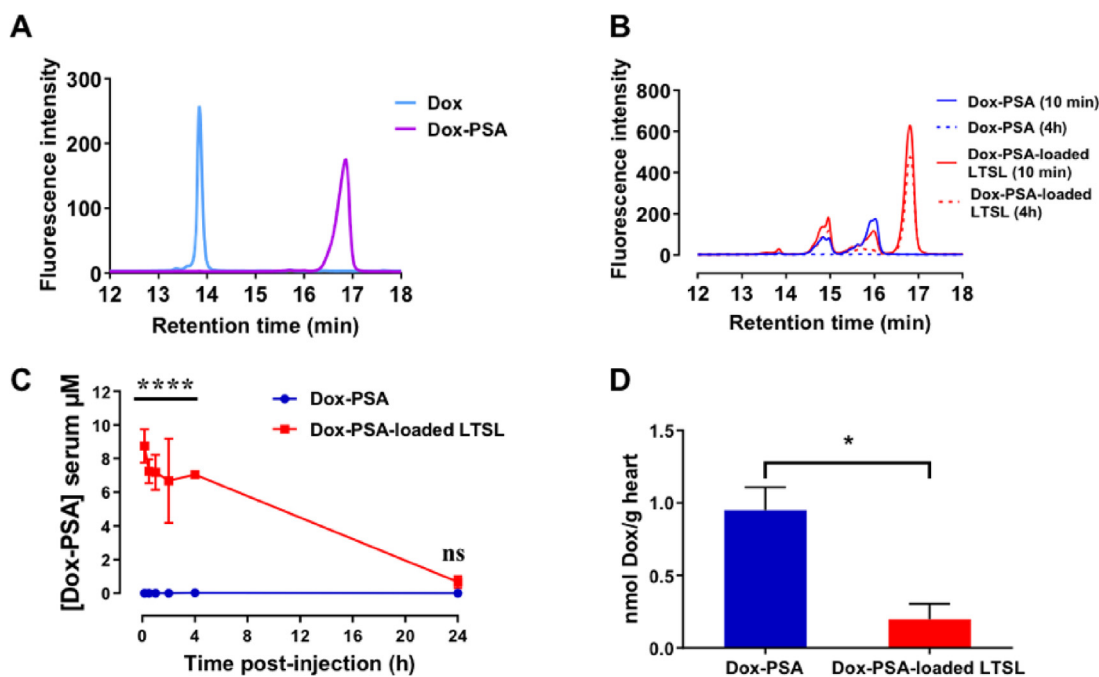 A
Fluorescence intensity
300
200
100
0
12 13 14 15 16 17 18
Retention time (min)
Dox
Dox-PSA
B
Fluorescence intensity
800
600
400
200
0
12 13 14 15 16 17 18
Retention time (min)
Dox-PSA (10 min)
Dox-PSA (4h)
Dox-PSA-loaded
LTSL (10 min)
Dox-PSA-loaded
LTSL (4h)
C
[Dox-PSA] serum µM
12
10
8
6
4
2
0
****
ns
0 4 8 12 16 20 24
Time post-injection (h)
Dox-PSA
Dox-PSA-loaded LTSL
D
nmol Dox/g heart
1.5
1.0
0.5
0.0
*
Dox-PSA Dox-PSA-loaded LTSL